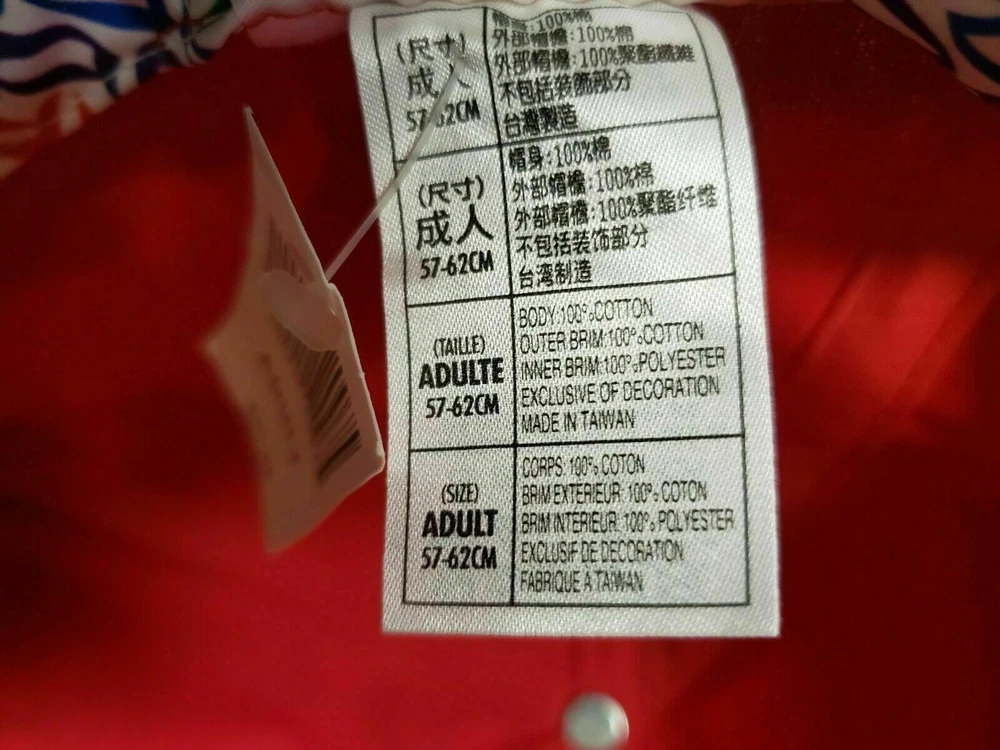 (尺寸)
成人
57-62CM
帽身:100%棉
外部帽檐:100%棉
外部帽檐:100%聚酯纖維
不包括装飾部分
台灣製造
(尺寸)
成人
57-62CM
帽身:100%棉
外部帽檐:100%棉
外部帽檐:100%聚酯纤维
不包括装饰部分
台湾制造
(TAILLE)
ADULTE
57-62CM
BODY:100%COTTON
OUTER BRIM:100%COTTON
INNER BRIM:100%POLYESTER
EXCLUSIVE OF DECORATION
MADE IN TAIWAN
(SIZE)
ADULT
57-62CM
CORPS: 100% COTON
BRIM EXTERIEUR: 100% COTON
BRIM INTERIEUR: 100% POLYESTER
EXCLUSIF DE DECORATION
FABRIQUE À TAIWAN